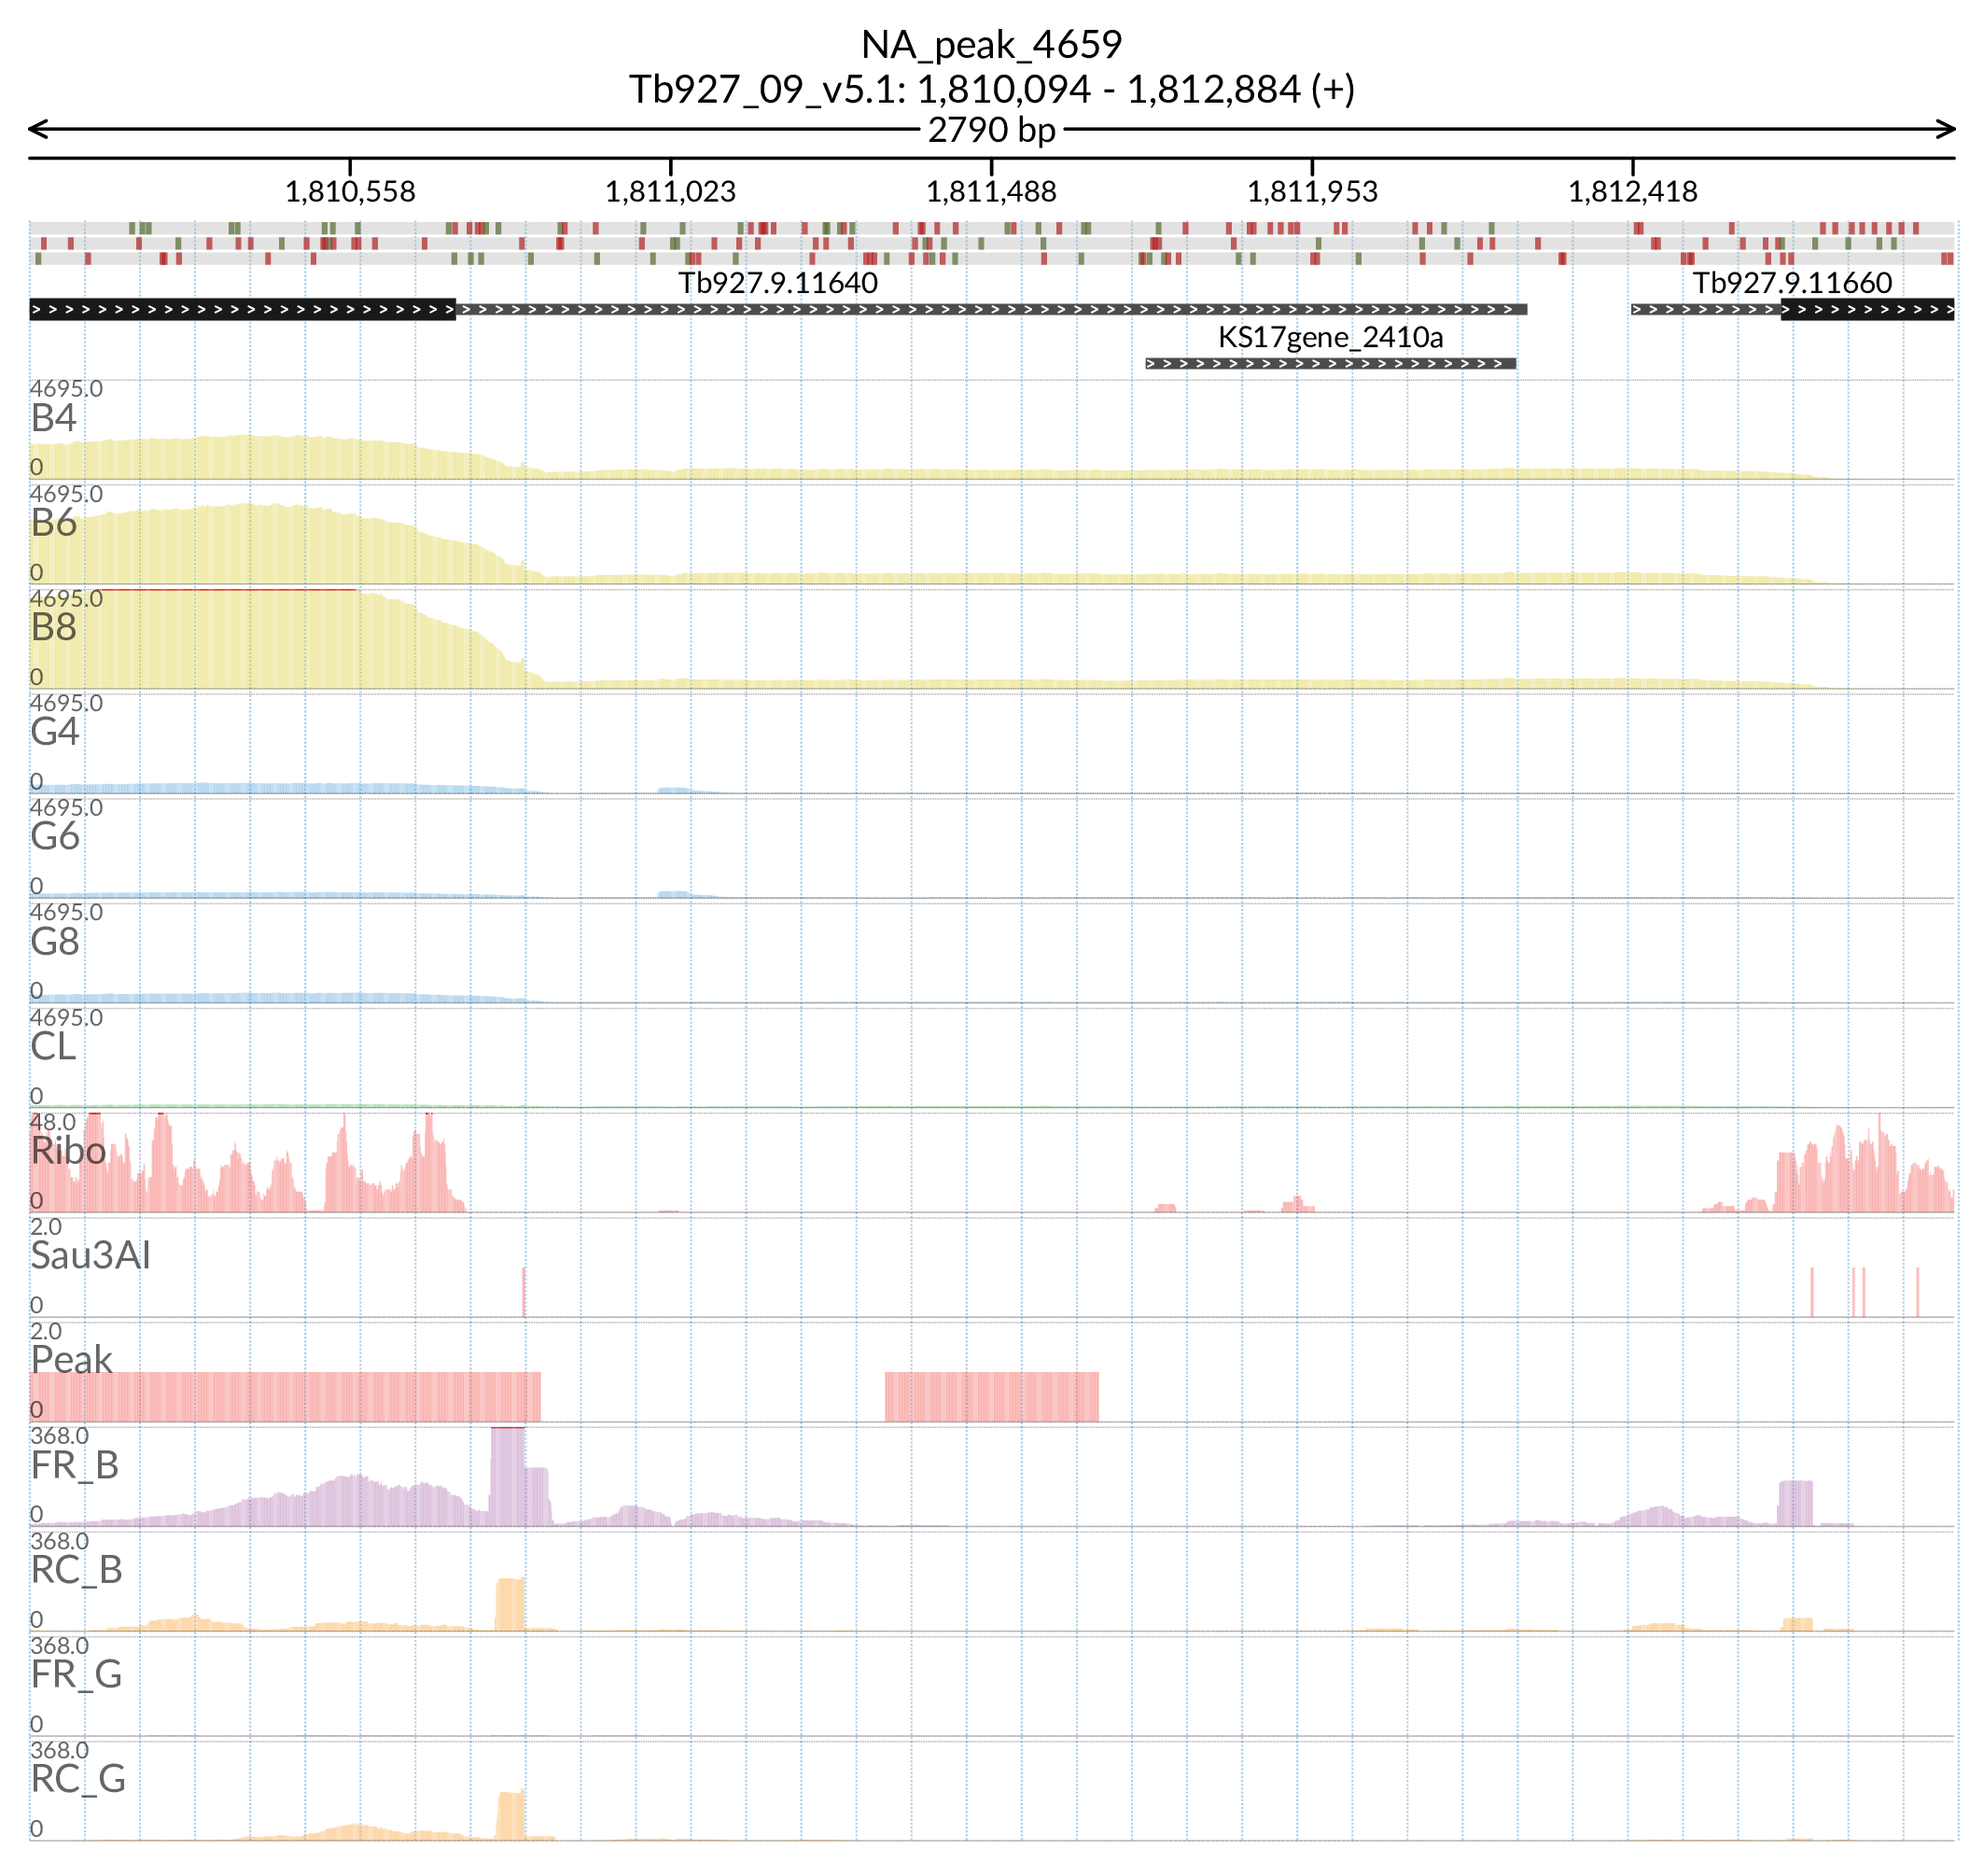 NA_peak_4659
Tb927_09_v5.1: 1,810,094 - 1,812,884 (+)
2790 bp
1,810,558 1,811,023 1,811,488 1,811,953 1,812,418
Tb927.9.11640 Tb927.9.11660
KS17gene_2410a
4695.0
B4
0
4695.0
B6
0
4695.0
B8
0
4695.0
G4
0
4695.0
G6
0
4695.0
G8
0
4695.0
CL
0
48.0
Ribo
0
2.0
Sau3AI
0
2.0
Peak
0
368.0
FR_B
0
368.0
RC_B
0
368.0
FR_G
0
368.0
RC_G
0